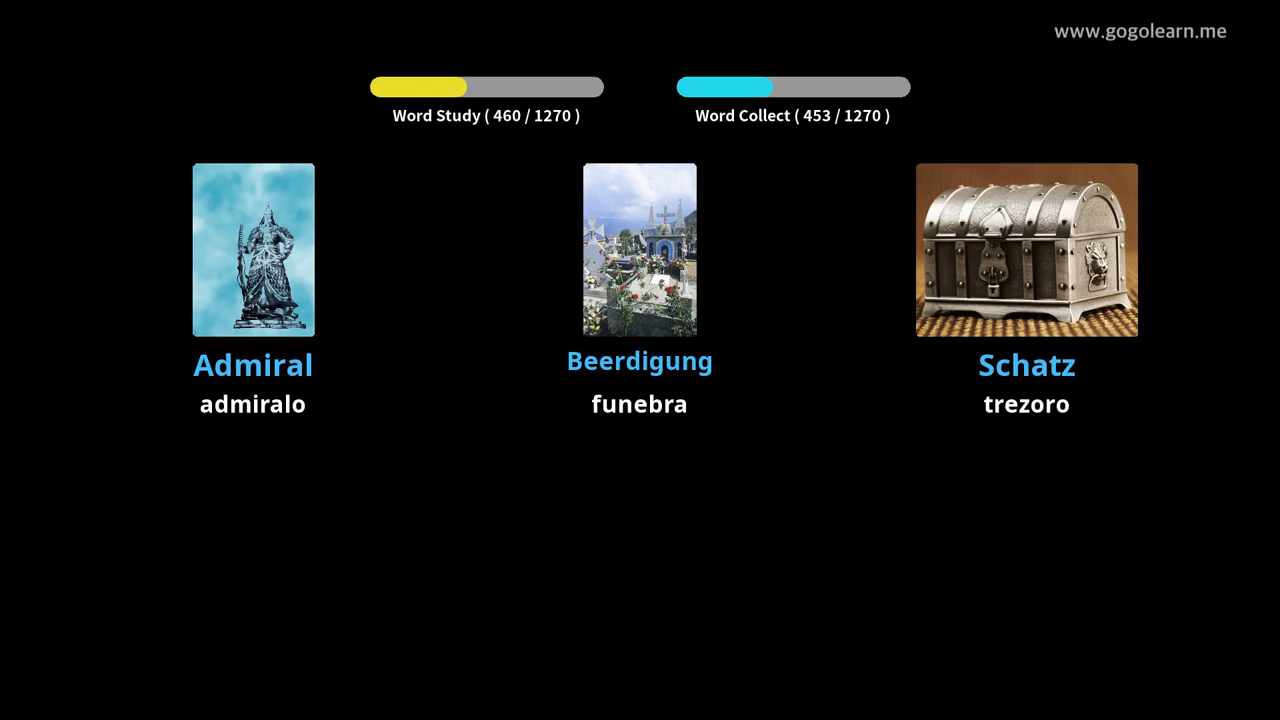 www.gogolearn.me
Word Study ( 460 / 1270 )
Word Collect ( 453 / 1270 )
Admiral
admiralo
Beerdigung
funebra
Schatz
trezoro